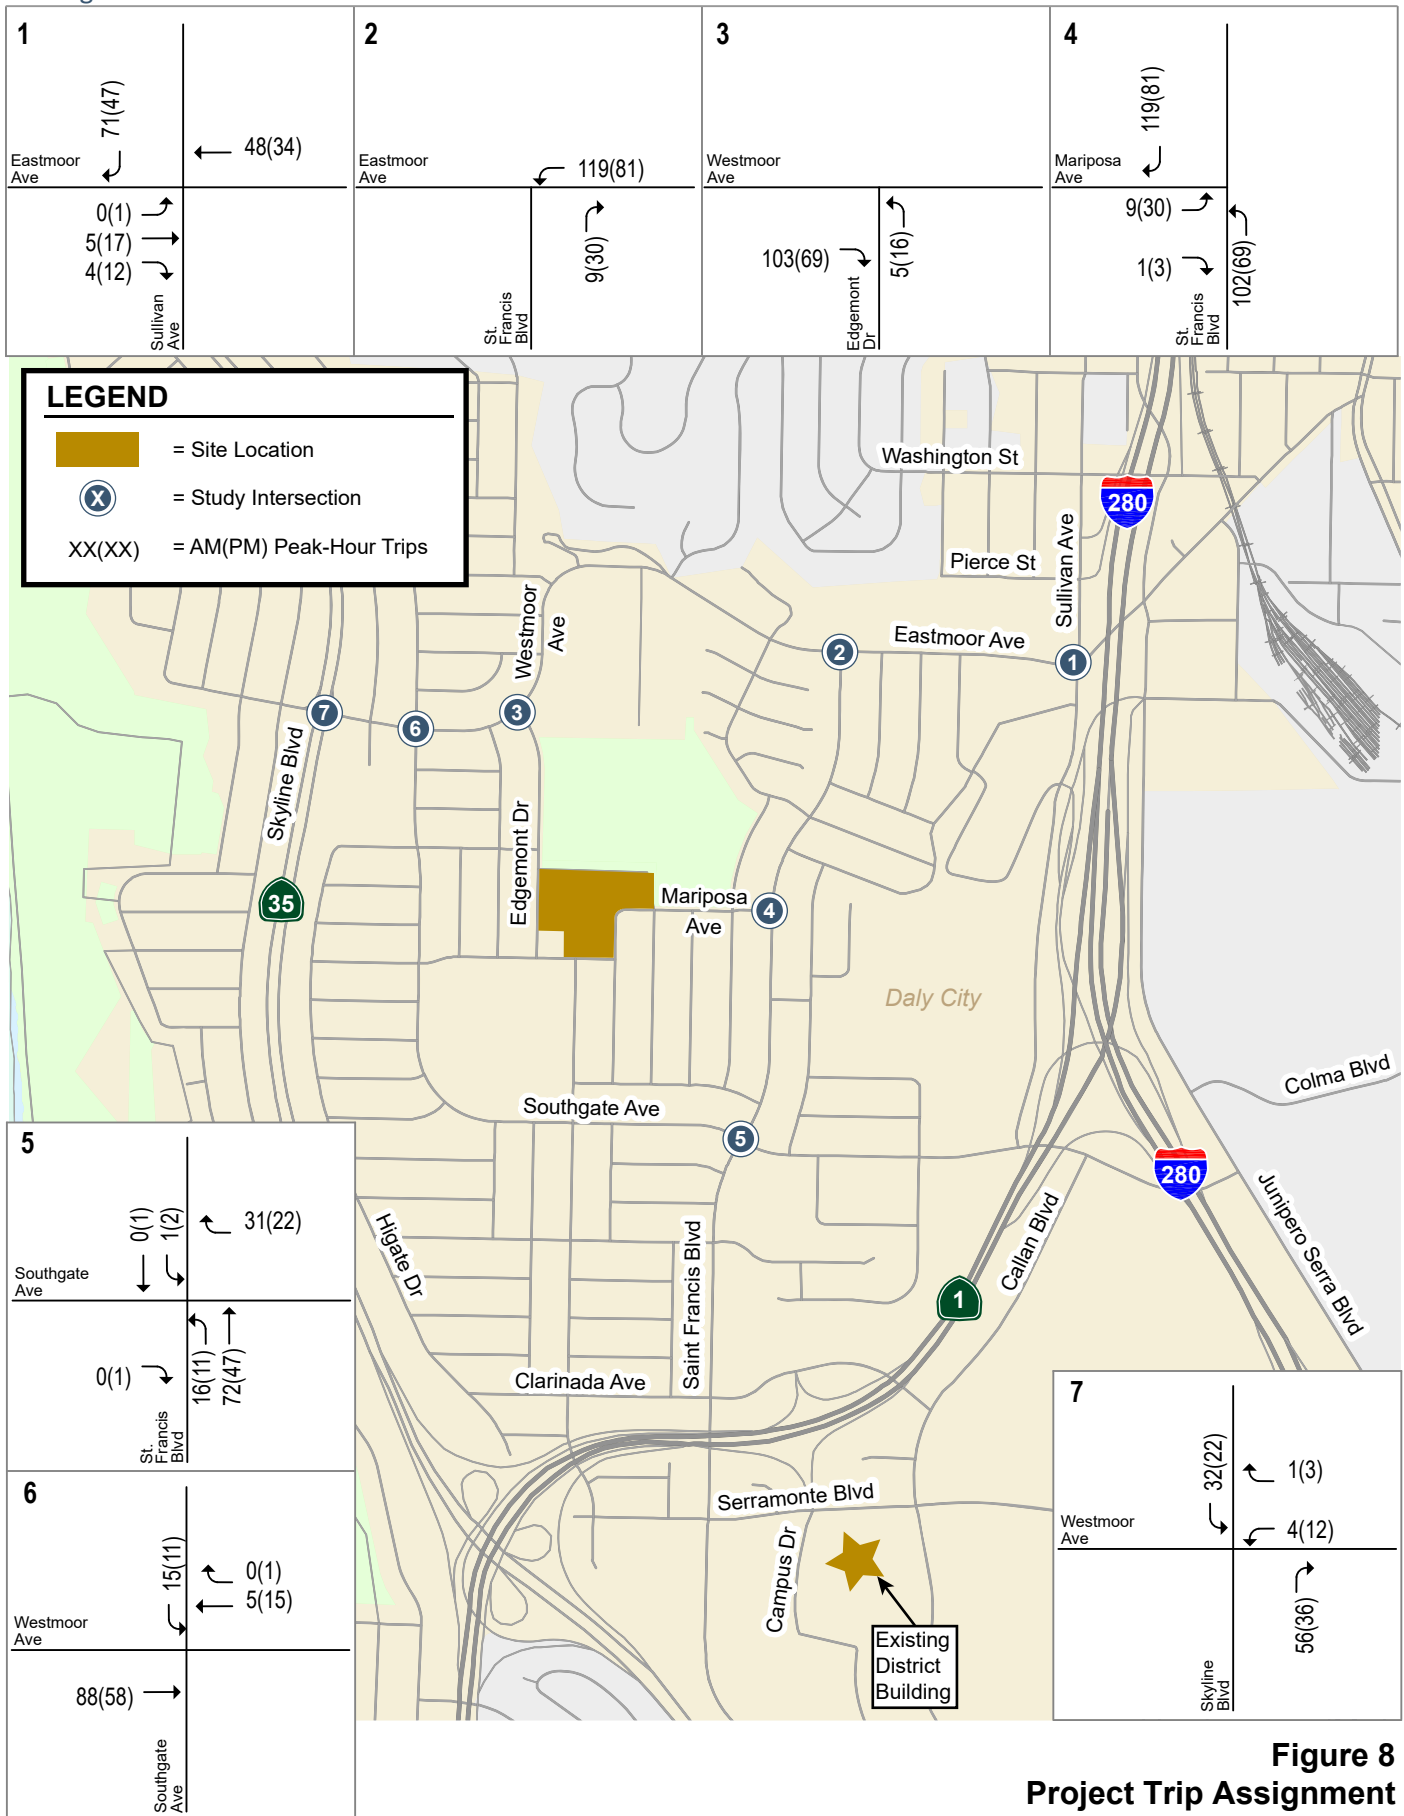 1
71(47)
48(34)
Eastmoor
Ave
0(1)
5(17)
4(12)
Sullivan
Ave
2
Eastmoor
Ave
119(81)
9(30)
St.
Francis
Blvd
3
Westmoor
Ave
103(69)
5(16)
Edgemont
Dr
4
119(81)
Mariposa
Ave
9(30)
1(3)
102(69)
St.
Francis
Blvd
LEGEND
= Site Location
X
= Study Intersection
XX(XX)
= AM(PM) Peak-Hour Trips
Washington St
280
Sullivan Ave
Pierce St
Westmoor
Ave
Eastmoor Ave
2
1
7
6
3
Skyline Blvd
Edgemont Dr
35
Mariposa
Ave
4
Daly City
Colma Blvd
Southgate Ave
5
280
Junipero Serra Blvd
Callan Blvd
Higate Dr
Saint Francis Blvd
1
Clarinada Ave
Serramonte Blvd
Campus Dr
Existing
District
Building
5
0(1)
1(2)
31(22)
Southgate
Ave
0(1)
16(11)
72(47)
St.
Francis
Blvd
6
15(11)
0(1)
5(15)
Westmoor
Ave
88(58)
Southgate
Ave
7
32(22)
1(3)
Westmoor
Ave
4(12)
56(36)
Skyline
Blvd
Figure 8
Project Trip Assignment